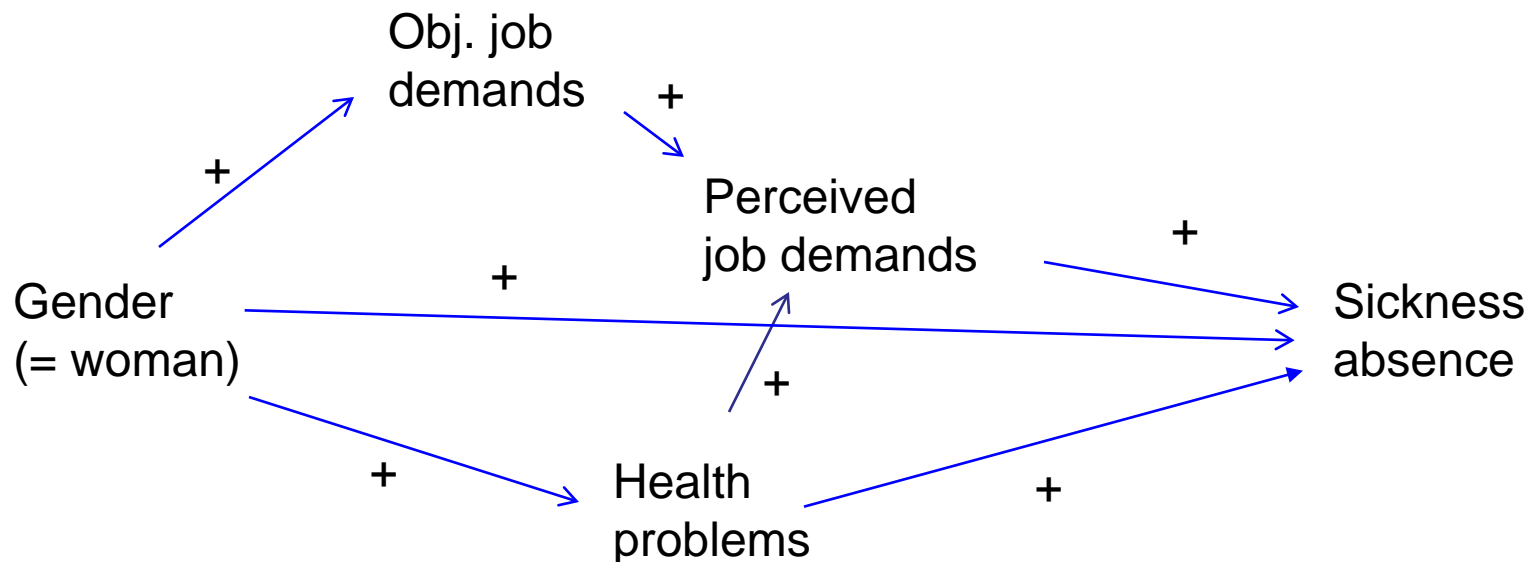 Obj. job
demands
+
+
Perceived
job demands
+
+
Gender
(= woman)
Sickness
absence
+
+
Health
problems
+